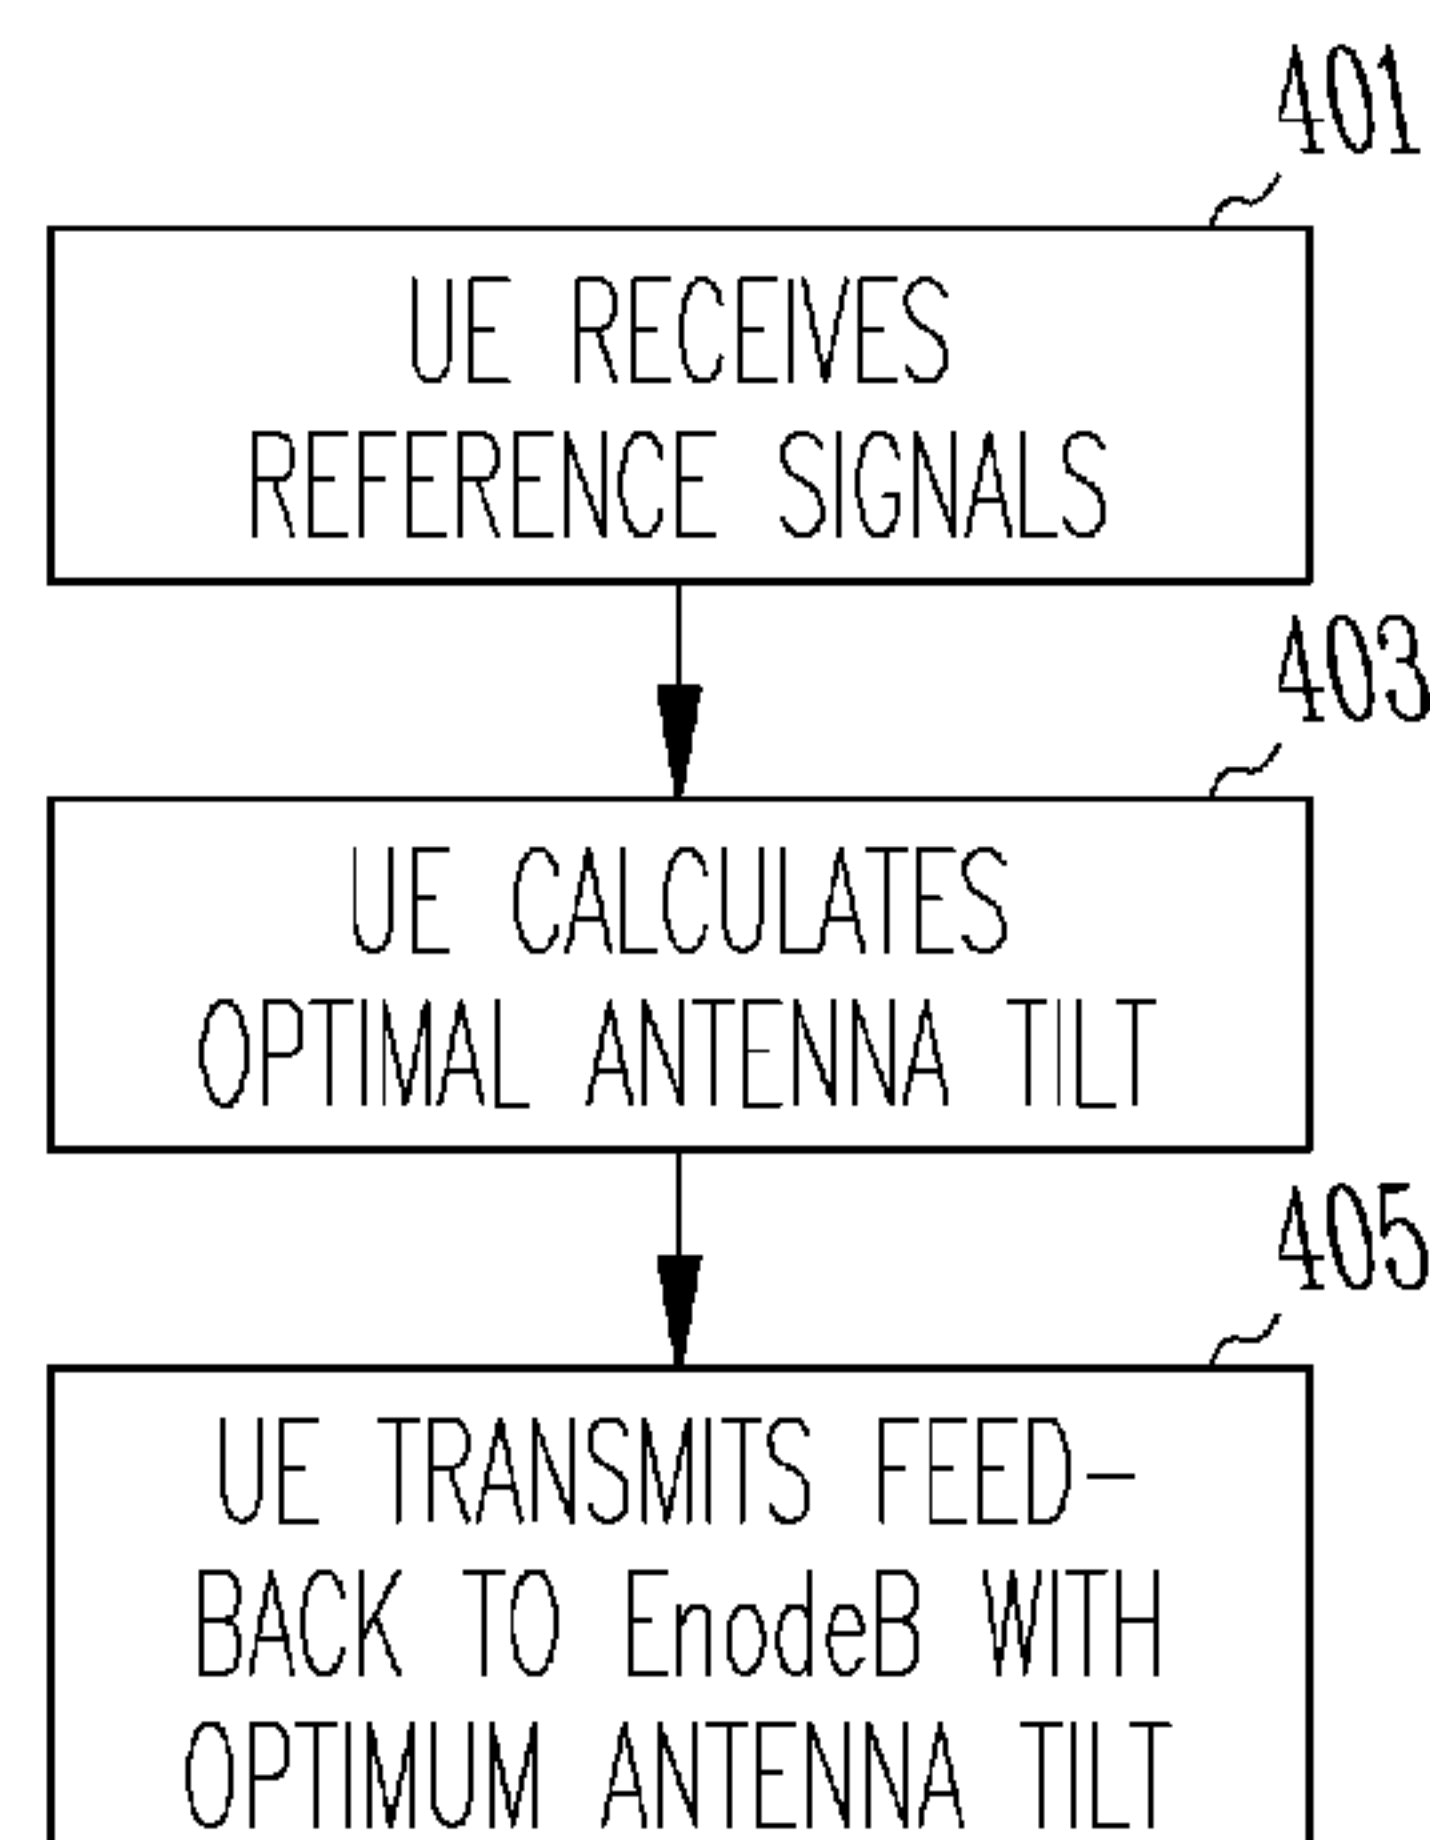 401
UE RECEIVES
REFERENCE SIGNALS
403
UE CALCULATES
OPTIMAL ANTENNA TILT
405
UE TRANSMITS FEED-
BACK TO EnodeB WITH
OPTIMUM ANTENNA TILT